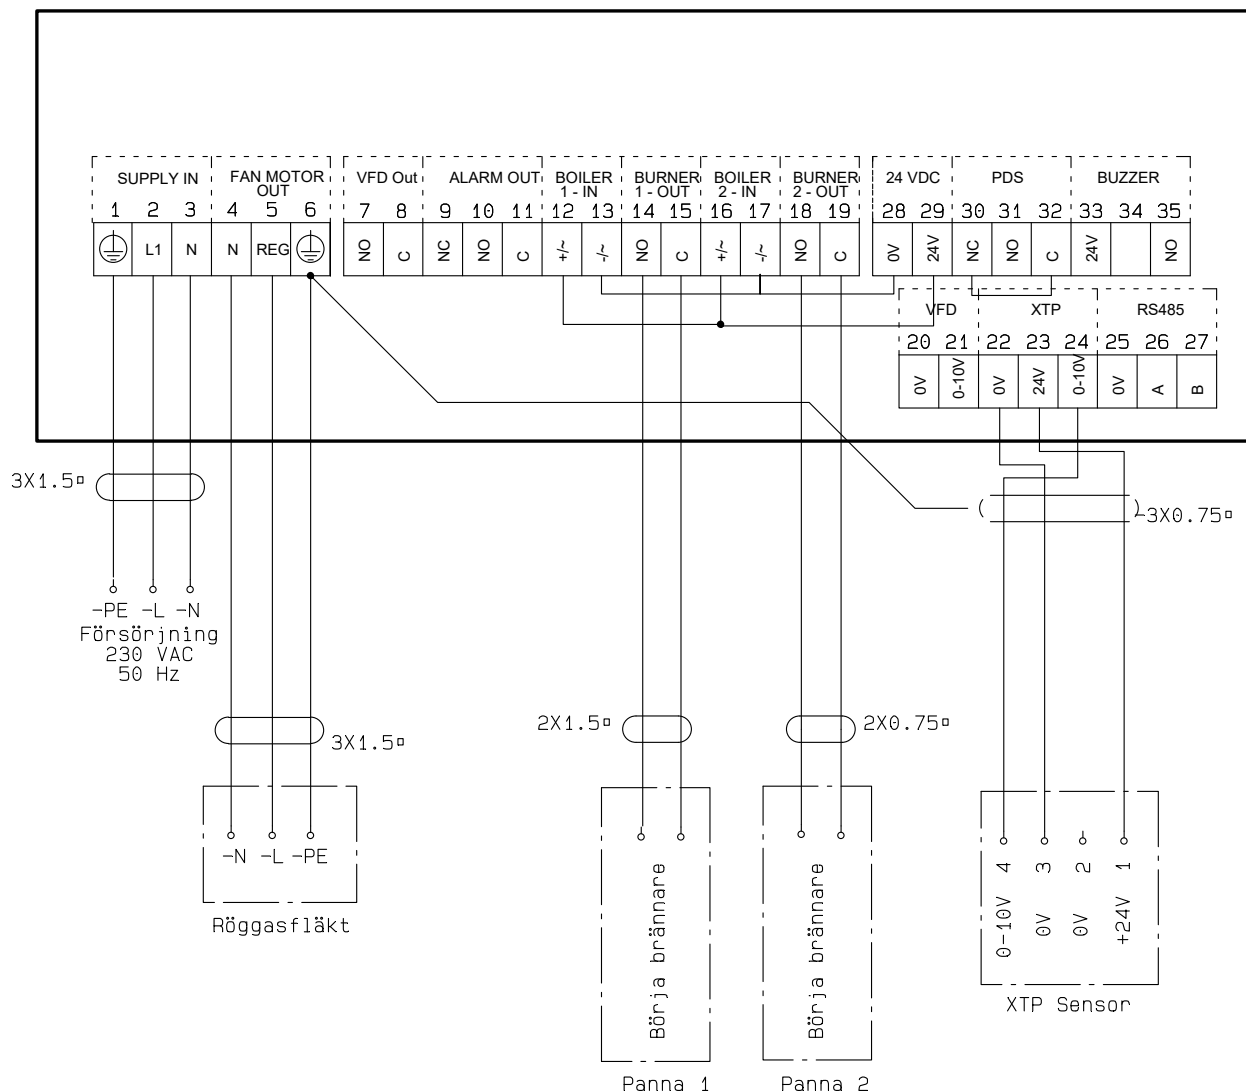 SUPPLY IN FAN MOTOR OUT VFD Out ALARM OUT BOILER 1 - IN BURNER 1 - OUT BOILER 2 - IN BURNER 2 - OUT 24 VDC PDS BUZZER
1 2 3 4 5 6 7 8 9 10 11 12 13 14 15 16 17 18 19 28 29 30 31 32 33 34 35
L1 N N REG NO C NC NO C +/~ -/~ NO C +/~ -/~ NO C 0V 24V NC NO C 24V NO
VFD XTP RS485
20 21 22 23 24 25 26 27
0V 0-10V 0V 24V 0-10V 0V A B
3X1.5▫
-3X0.75▫
-PE -L -N
Försörjning
230 VAC
50 Hz
3X1.5▫
2X1.5▫
2X0.75▫
-N -L -PE
Röggasfläkt
Börja brännare
Panna 1
Börja brännare
Panna 2
4 3 2 1
0-10V 0V 0V +24V
XTP Sensor